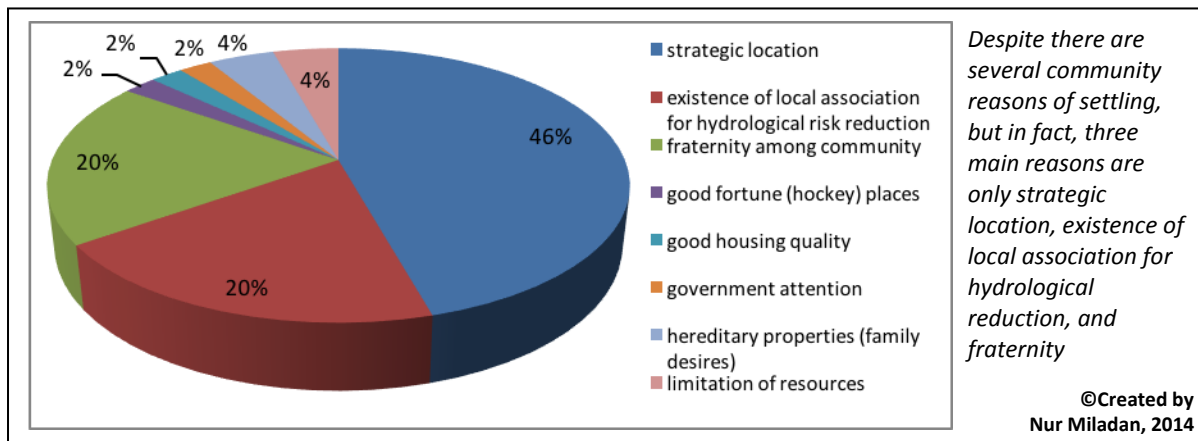 2%
2%
2%
4%
4%
46%
20%
20%
strategic location
existence of local association
for hydrological risk reduction
fraternity among community
good fortune (hockey) places
good housing quality
government attention
hereditary properties (family
desires)
limitation of resources
Despite there are
several community
reasons of settling,
but in fact, three
main reasons are
only strategic
location, existence of
local association for
hydrological
reduction, and
fraternity
©Created by
Nur Miladan, 2014